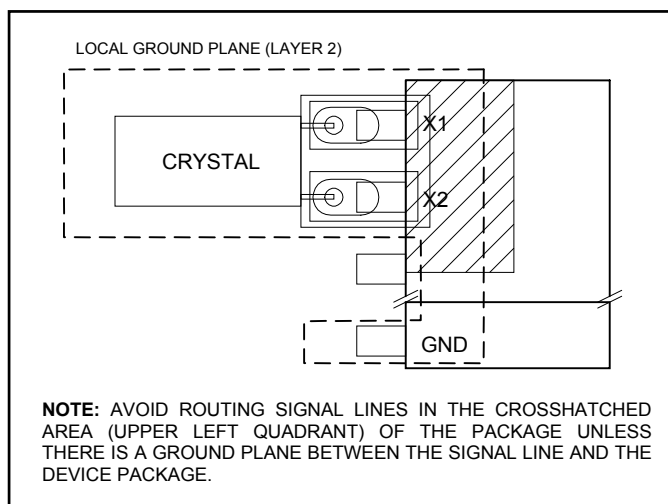 LOCAL GROUND PLANE (LAYER 2)
X1
CRYSTAL
X2
GND
NOTE: AVOID ROUTING SIGNAL LINES IN THE CROSSHATCHED
AREA (UPPER LEFT QUADRANT) OF THE PACKAGE UNLESS
THERE IS A GROUND PLANE BETWEEN THE SIGNAL LINE AND THE
DEVICE PACKAGE.